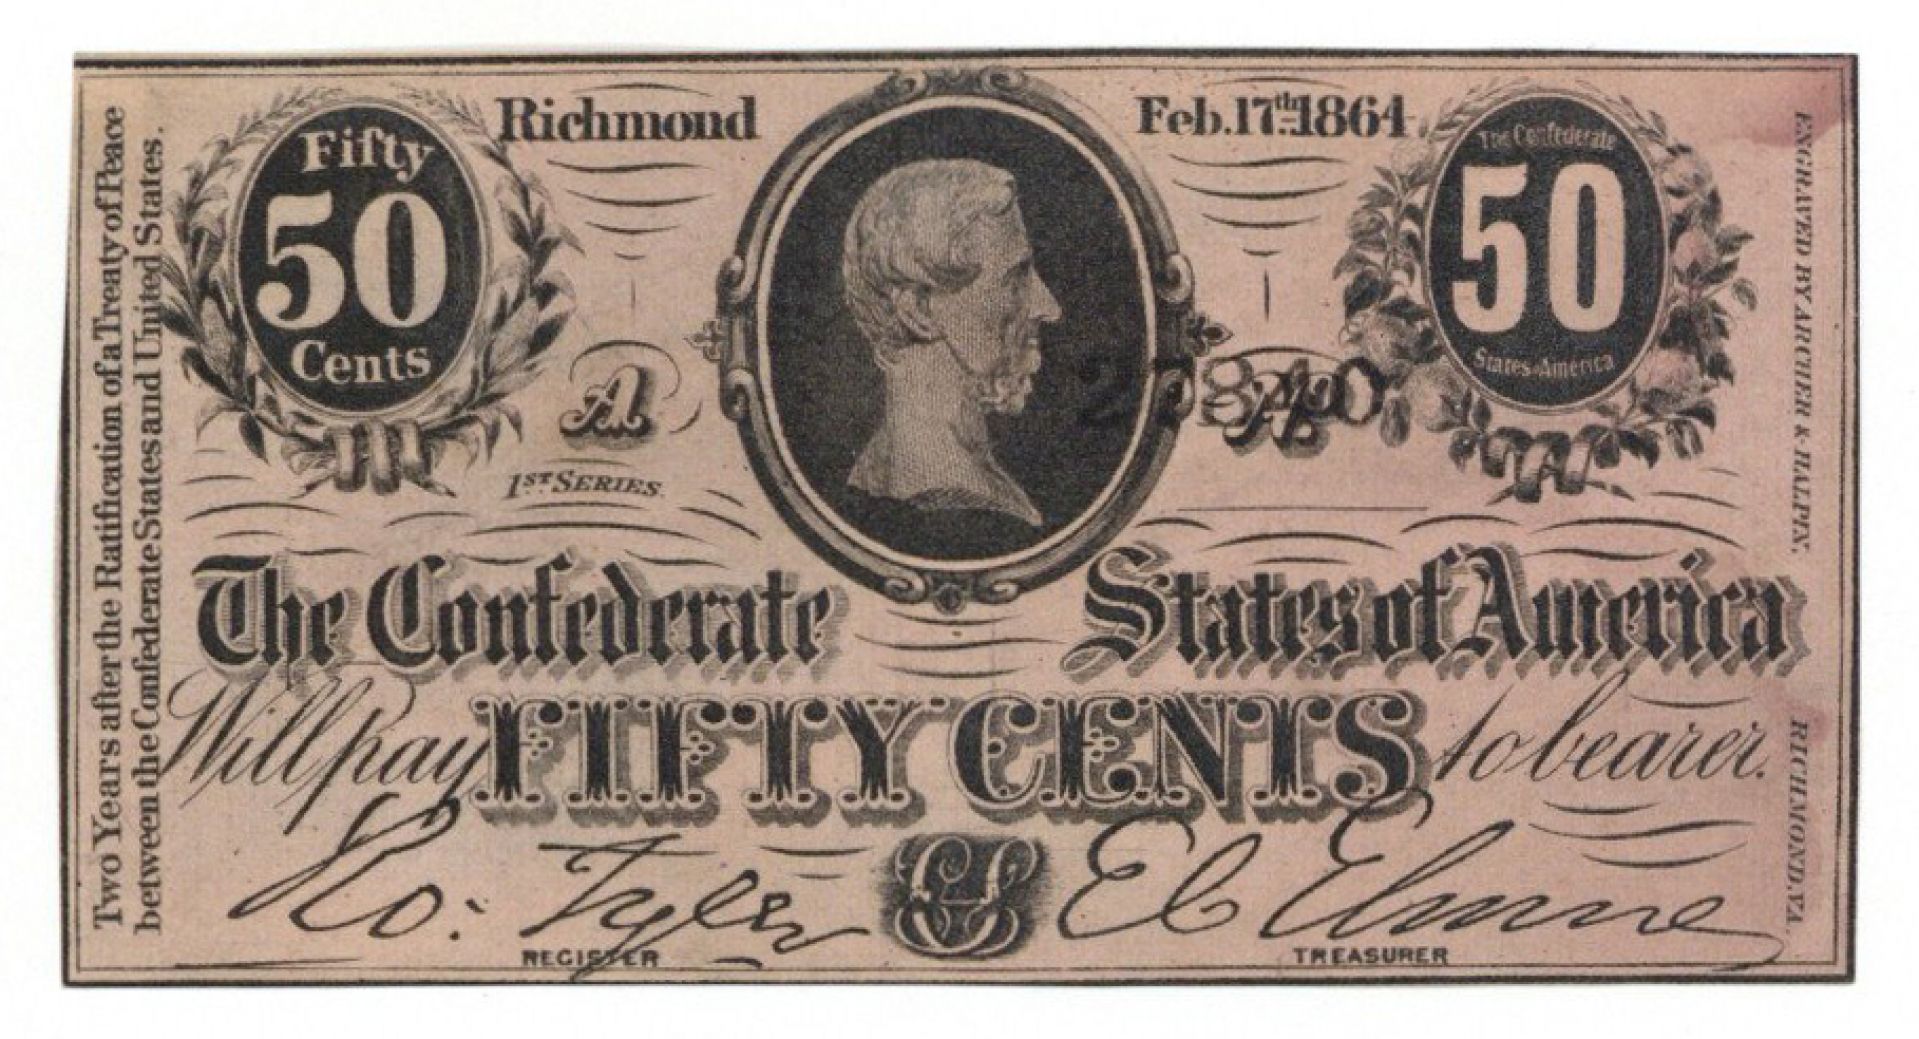 Two Years after the Ratification of a Treaty of Peace
between the Confederate States and United States.
Fifty
50
Cents
Richmond
Feb. 17th 1864
The Confederate
50
States of America
A
A
1ST SERIES
The Confederate States of America
Will pay FIFTY CENTS to bearer.
Ro. Tyler
REGISTER
Eb Elmore
TREASURER
ENGRAVED BY ARCHER & HALPIN.
RICHMOND, VA.